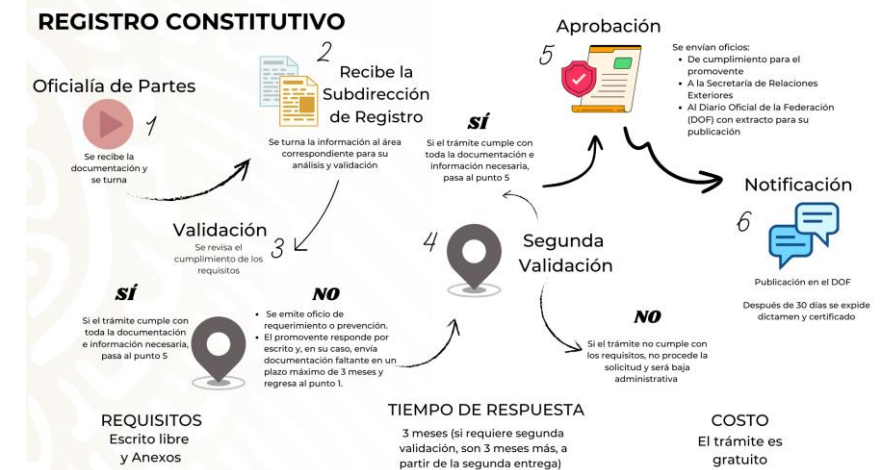 REGISTRO CONSTITUTIVO
Oficialía de Partes
1
Se recibe la
documentación y
se turna
2
Recibe la
Subdirección
de Registro
Se turna la información al área
correspondiente para su
análisis y validación
Validación
3
Se revisa el
cumplimiento de los
requisitos
SÍ
Si el trámite cumple con
toda la documentación
e información necesaria,
pasa al punto 5
NO
• Se emite oficio de
requerimiento o prevención.
• El promovente responde por
escrito y, en su caso, envía
documentación faltante en un
plazo máximo de 3 meses y
regresa al punto 1.
4
Segunda
Validación
SÍ
Si el trámite cumple con
toda la documentación e
información necesaria,
pasa al punto 5
NO
Si el trámite no cumple con
los requisitos, no procede la
solicitud y será baja
administrativa
Aprobación
5
Se envían oficios:
• De cumplimiento para el
promovente
• A la Secretaría de Relaciones
Exteriores
• Al Diario Oficial de la Federación
(DOF) con extracto para su
publicación
Notificación
6
Publicación en el DOF
Después de 30 días se expide
dictamen y certificado
REQUISITOS
Escrito libre
y Anexos
TIEMPO DE RESPUESTA
3 meses (si requiere segunda
validación, son 3 meses más, a
partir de la segunda entrega)
COSTO
El trámite es
gratuito